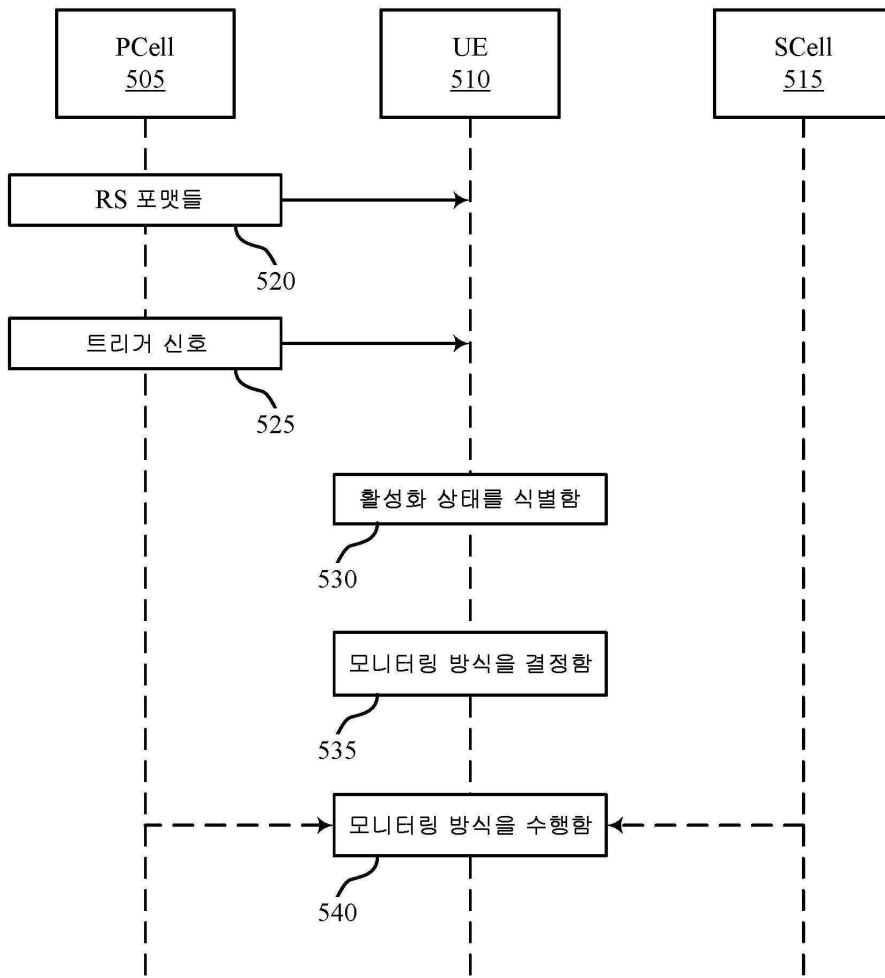 PCell
505
UE
510
SCell
515
RS 포맷들
520
트리거 신호
525
활성화 상태를 식별함
530
모니터링 방식을 결정함
535
모니터링 방식을 수행함
540